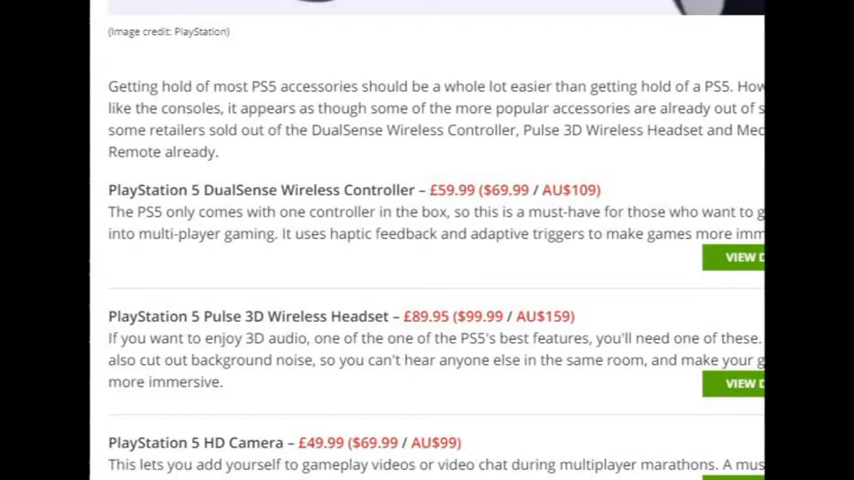 (Image credit: PlayStation)
Getting hold of most PS5 accessories should be a whole lot easier than getting hold of a PS5.
like the consoles, it appears as though some of the more popular accessories are already out of
some retailers sold out of the DualSense Wireless Controller, Pulse 3D Wireless Headset and
Remote already.
PlayStation 5 DualSense Wireless Controller – £59.99 ($69.99 / AU$109)
The PS5 only comes with one controller in the box, so this is a must-have for those who want to
into multi-player gaming. It uses haptic feedback and adaptive triggers to make games more
VIEW
PlayStation 5 Pulse 3D Wireless Headset – £89.95 ($99.99 / AU$159)
If you want to enjoy 3D audio, one of the one of the PS5's best features, you'll need one of these.
also cut out background noise, so you can't hear anyone else in the same room, and make your
more immersive.
VIEW
PlayStation 5 HD Camera – £49.99 ($69.99 / AU$99)
This lets you add yourself to gameplay videos or video chat during multiplayer marathons. A